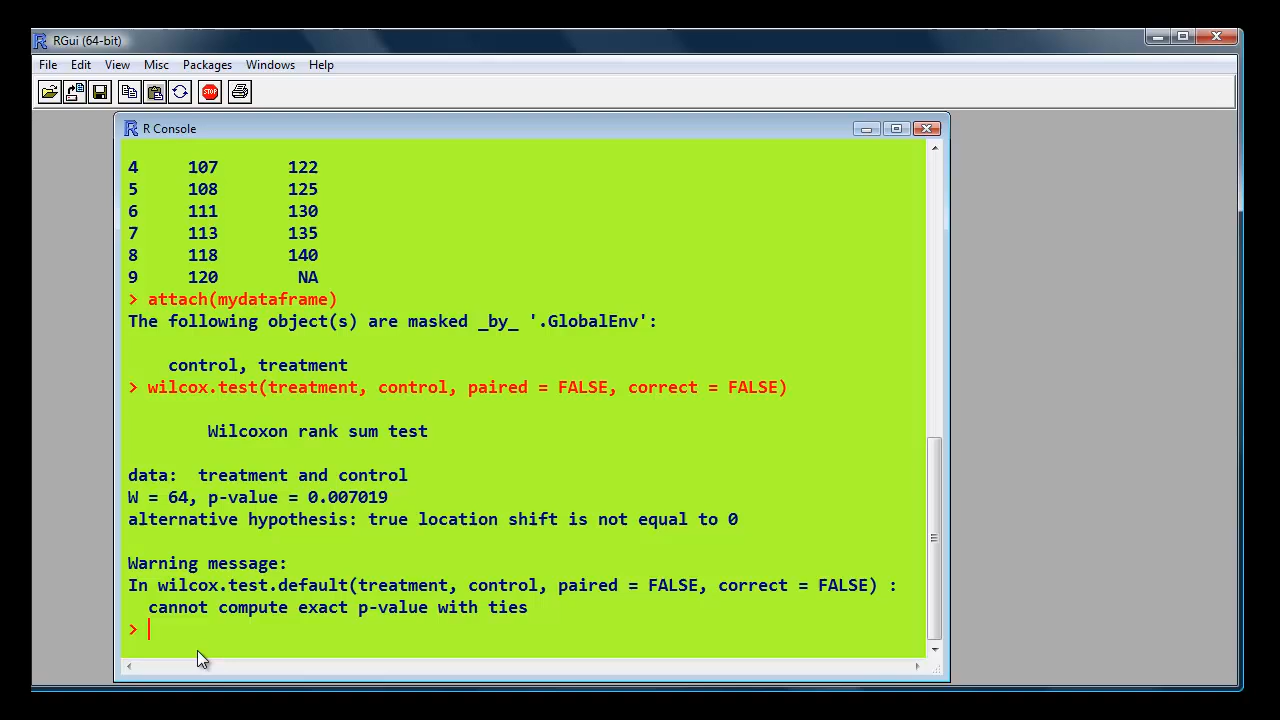 RGui (64-bit)
File Edit View Misc Packages Windows Help
STOP
R Console
4 107 122
5 108 125
6 111 130
7 113 135
8 118 140
9 120 NA
> attach(mydataframe)
The following object(s) are masked _by_ '.GlobalEnv':
control, treatment
> wilcox.test(treatment, control, paired = FALSE, correct = FALSE)
Wilcoxon rank sum test
data: treatment and control
W = 64, p-value = 0.007019
alternative hypothesis: true location shift is not equal to 0
Warning message:
In wilcox.test.default(treatment, control, paired = FALSE, correct = FALSE) :
cannot compute exact p-value with ties
>